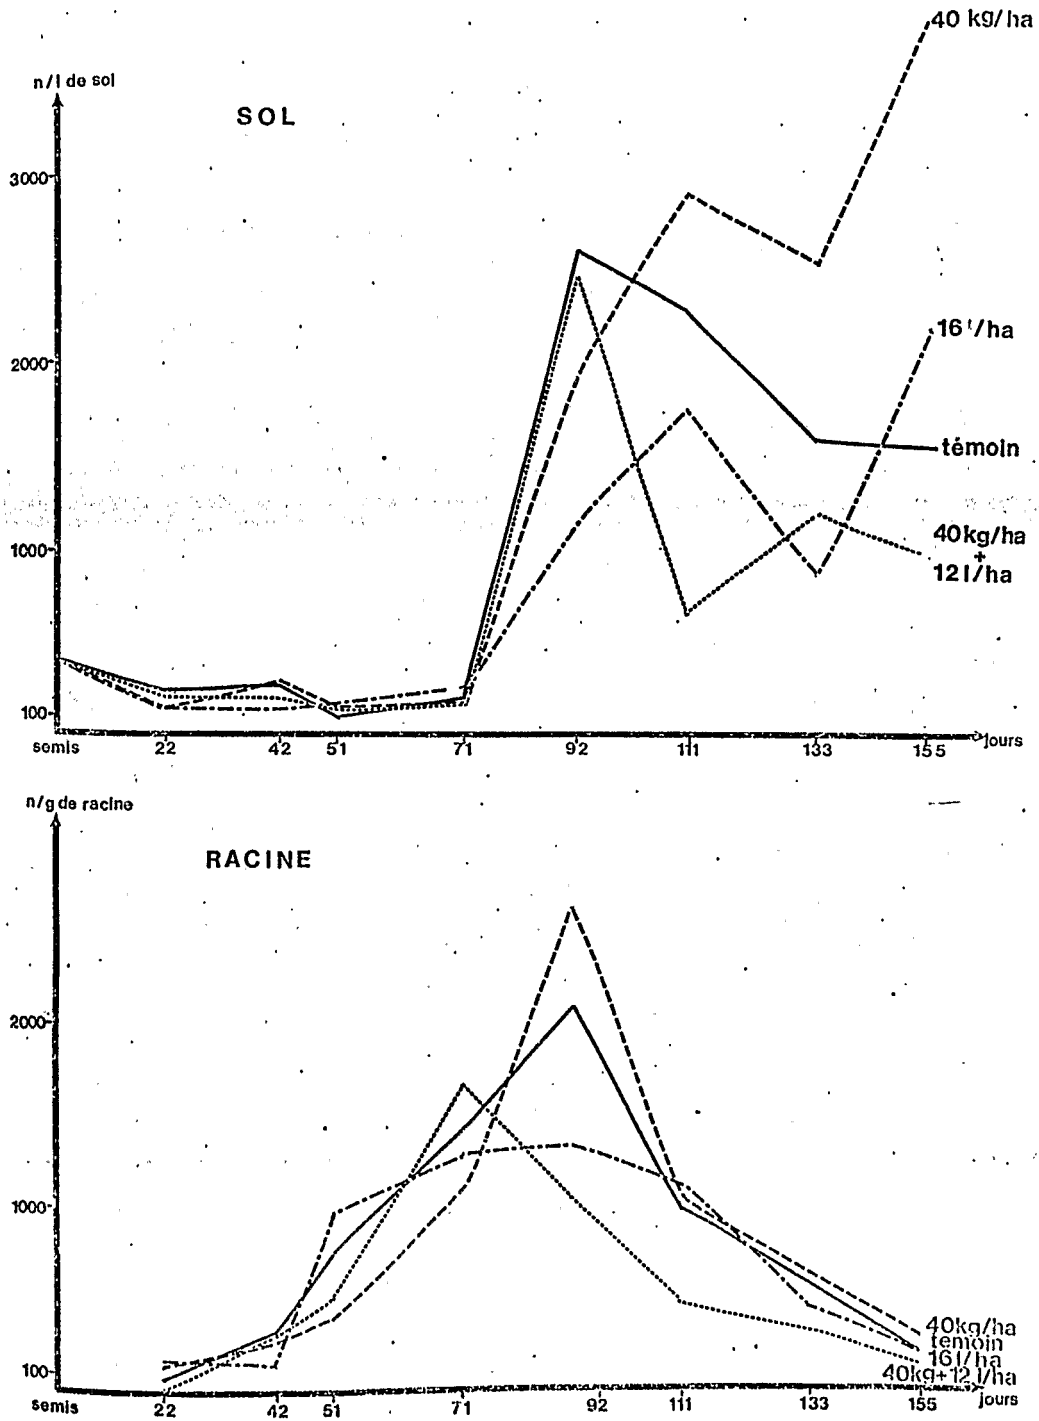 40 kg/ha
n/l de sol
SOL
3000
16 l/ha
2000
témoin
40kg/ha
+
12 l/ha
1000
100
semis 22 42 51 71 92 111 133 155 jours
n/g de racine
RACINE
2000
1000
40kg/ha
temoin
16 l/ha
40kg+12 l/ha
100
semis 22 42 51 71 92 111 133 155 jours